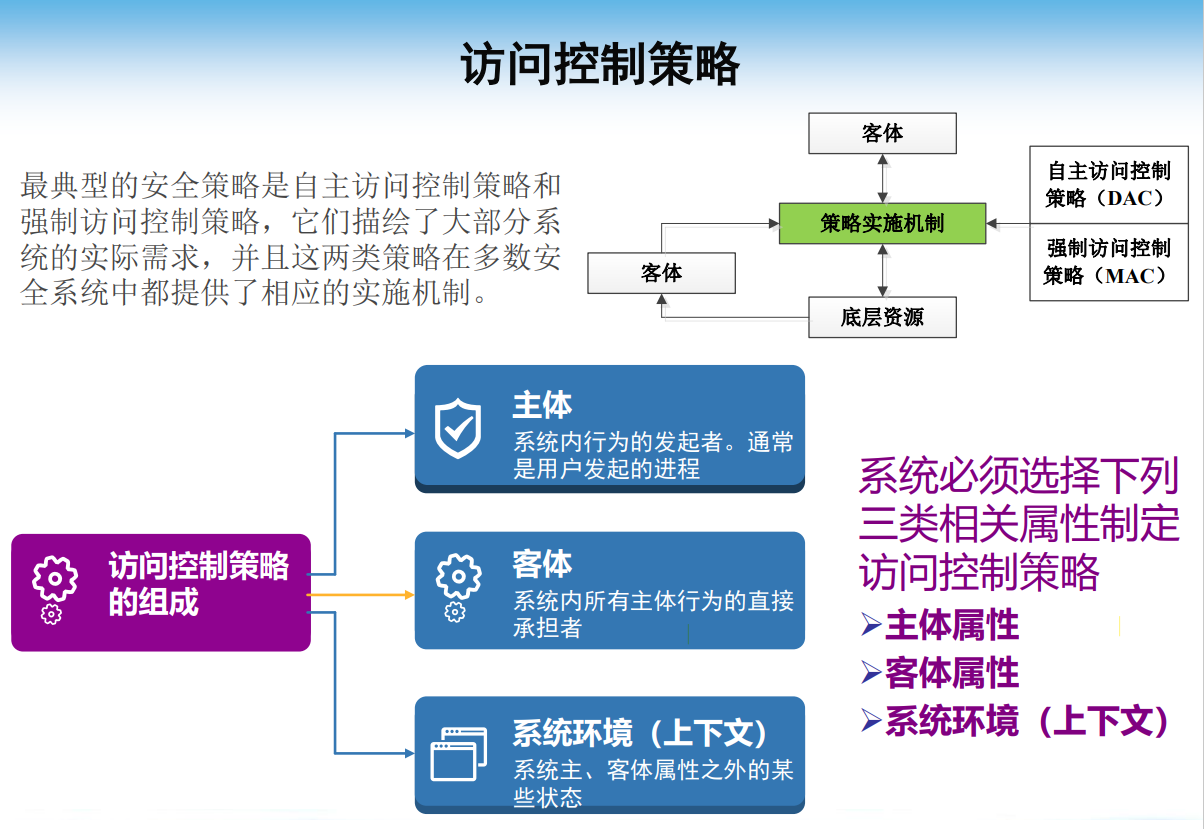 访问控制策略
最典型的安全策略是自主访问控制策略和
强制访问控制策略，它们描绘了大部分系
统的实际需求，并且这两类策略在多数安
全系统中都提供了相应的实施机制。
客体
策略实施机制
客体
底层资源
自主访问控制
策略（DAC）
强制访问控制
策略（MAC）
访问控制策略
的组成
主体
系统内行为的发起者。通常
是用户发起的进程
客体
系统内所有主体行为的直接
承担者
系统环境（上下文）
系统主、客体属性之外的某
些状态
系统必须选择下列
三类相关属性制定
访问控制策略
➢主体属性
➢客体属性
➢系统环境（上下文）